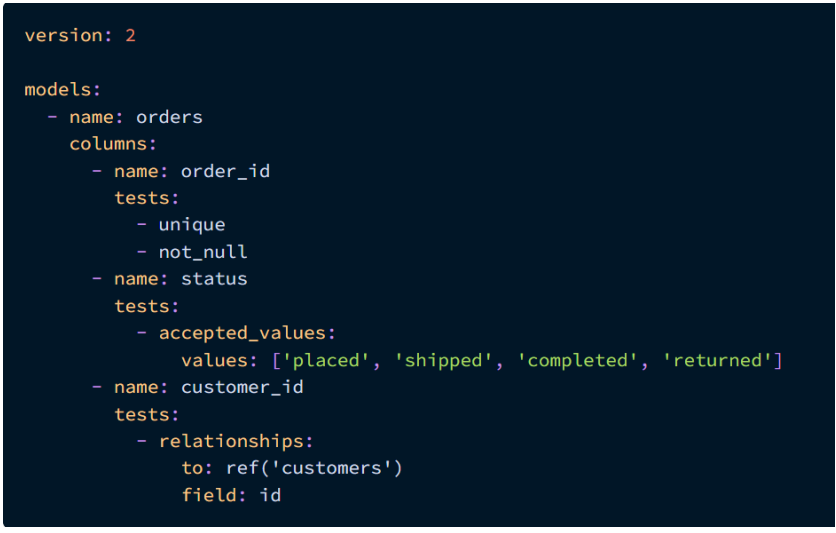 version: 2
models:
  - name: orders
    columns:
      - name: order_id
        tests:
          - unique
          - not_null
      - name: status
        tests:
          - accepted_values:
              values: ['placed', 'shipped', 'completed', 'returned']
      - name: customer_id
        tests:
          - relationships:
              to: ref('customers')
              field: id